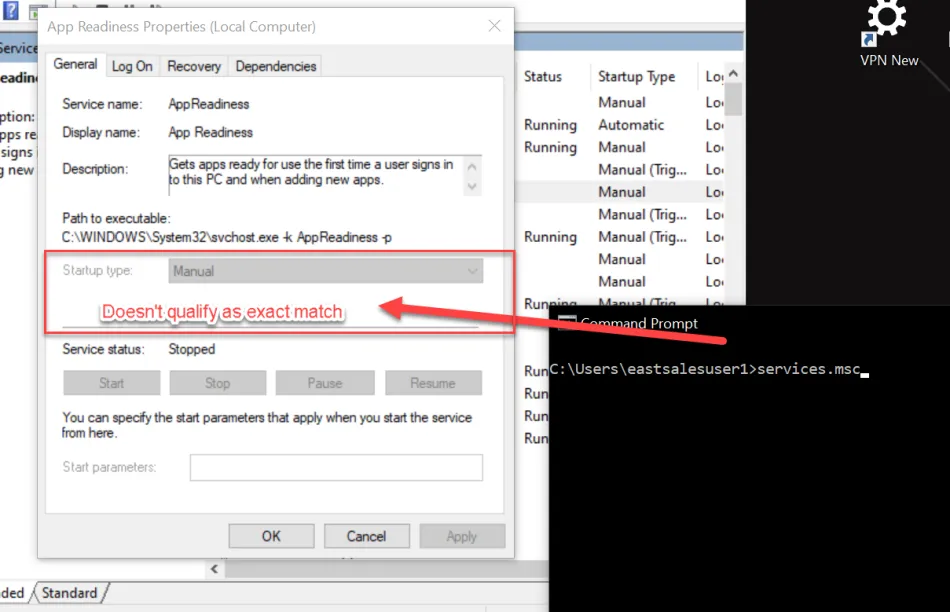 App Readiness Properties (Local Computer)
General Log On Recovery Dependencies
Service name: AppReadiness
Display name: App Readiness
Description: Gets apps ready for use the first time a user signs in
to this PC and when adding new apps.
Path to executable:
C:\WINDOWS\System32\svchost.exe -k AppReadiness -p
Startup type: Manual
Doesn't qualify as exact match
Service status: Stopped
Start Stop Pause Resume
You can specify the start parameters that apply when you start the service
from here.
Start parameters:
OK Cancel Apply
Service
eadin
ption:
pps re
signs i
g new
Status Startup Type Lo
Manual Lo
Running Automatic Lo
Running Manual Lo
Manual (Trig... Lo
Manual Lo
Manual (Trig... Lo
Running Manual (Trig... Lo
Manual Lo
Manual Lo
Running Manual (Trig... Lo
Run
Run
Run
Run
ded Standard
VPN New
Command Prompt
C:\Users\eastsalesuser1>services.msc